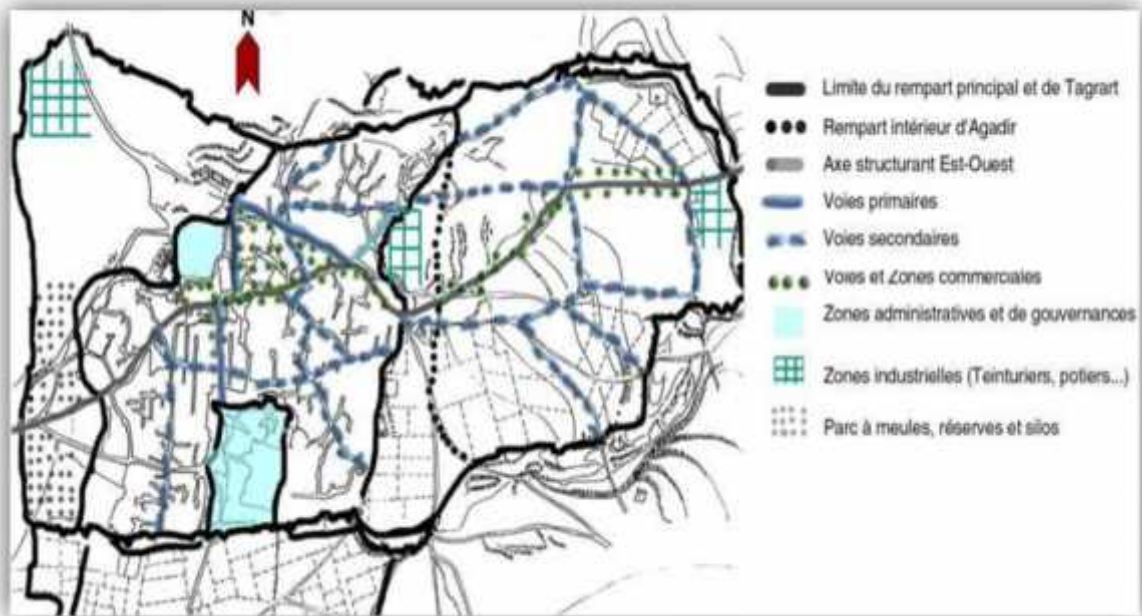 N
Limite du rempart principal et de Tagrart
Rempart intérieur d'Agadir
Axe structurant Est-Ouest
Voies primaires
Voies secondaires
Voies et Zones commerciales
Zones administratives et de gouvernances
Zones industrielles (Teinturiers, potiers...)
Parc à meules, réserves et silos